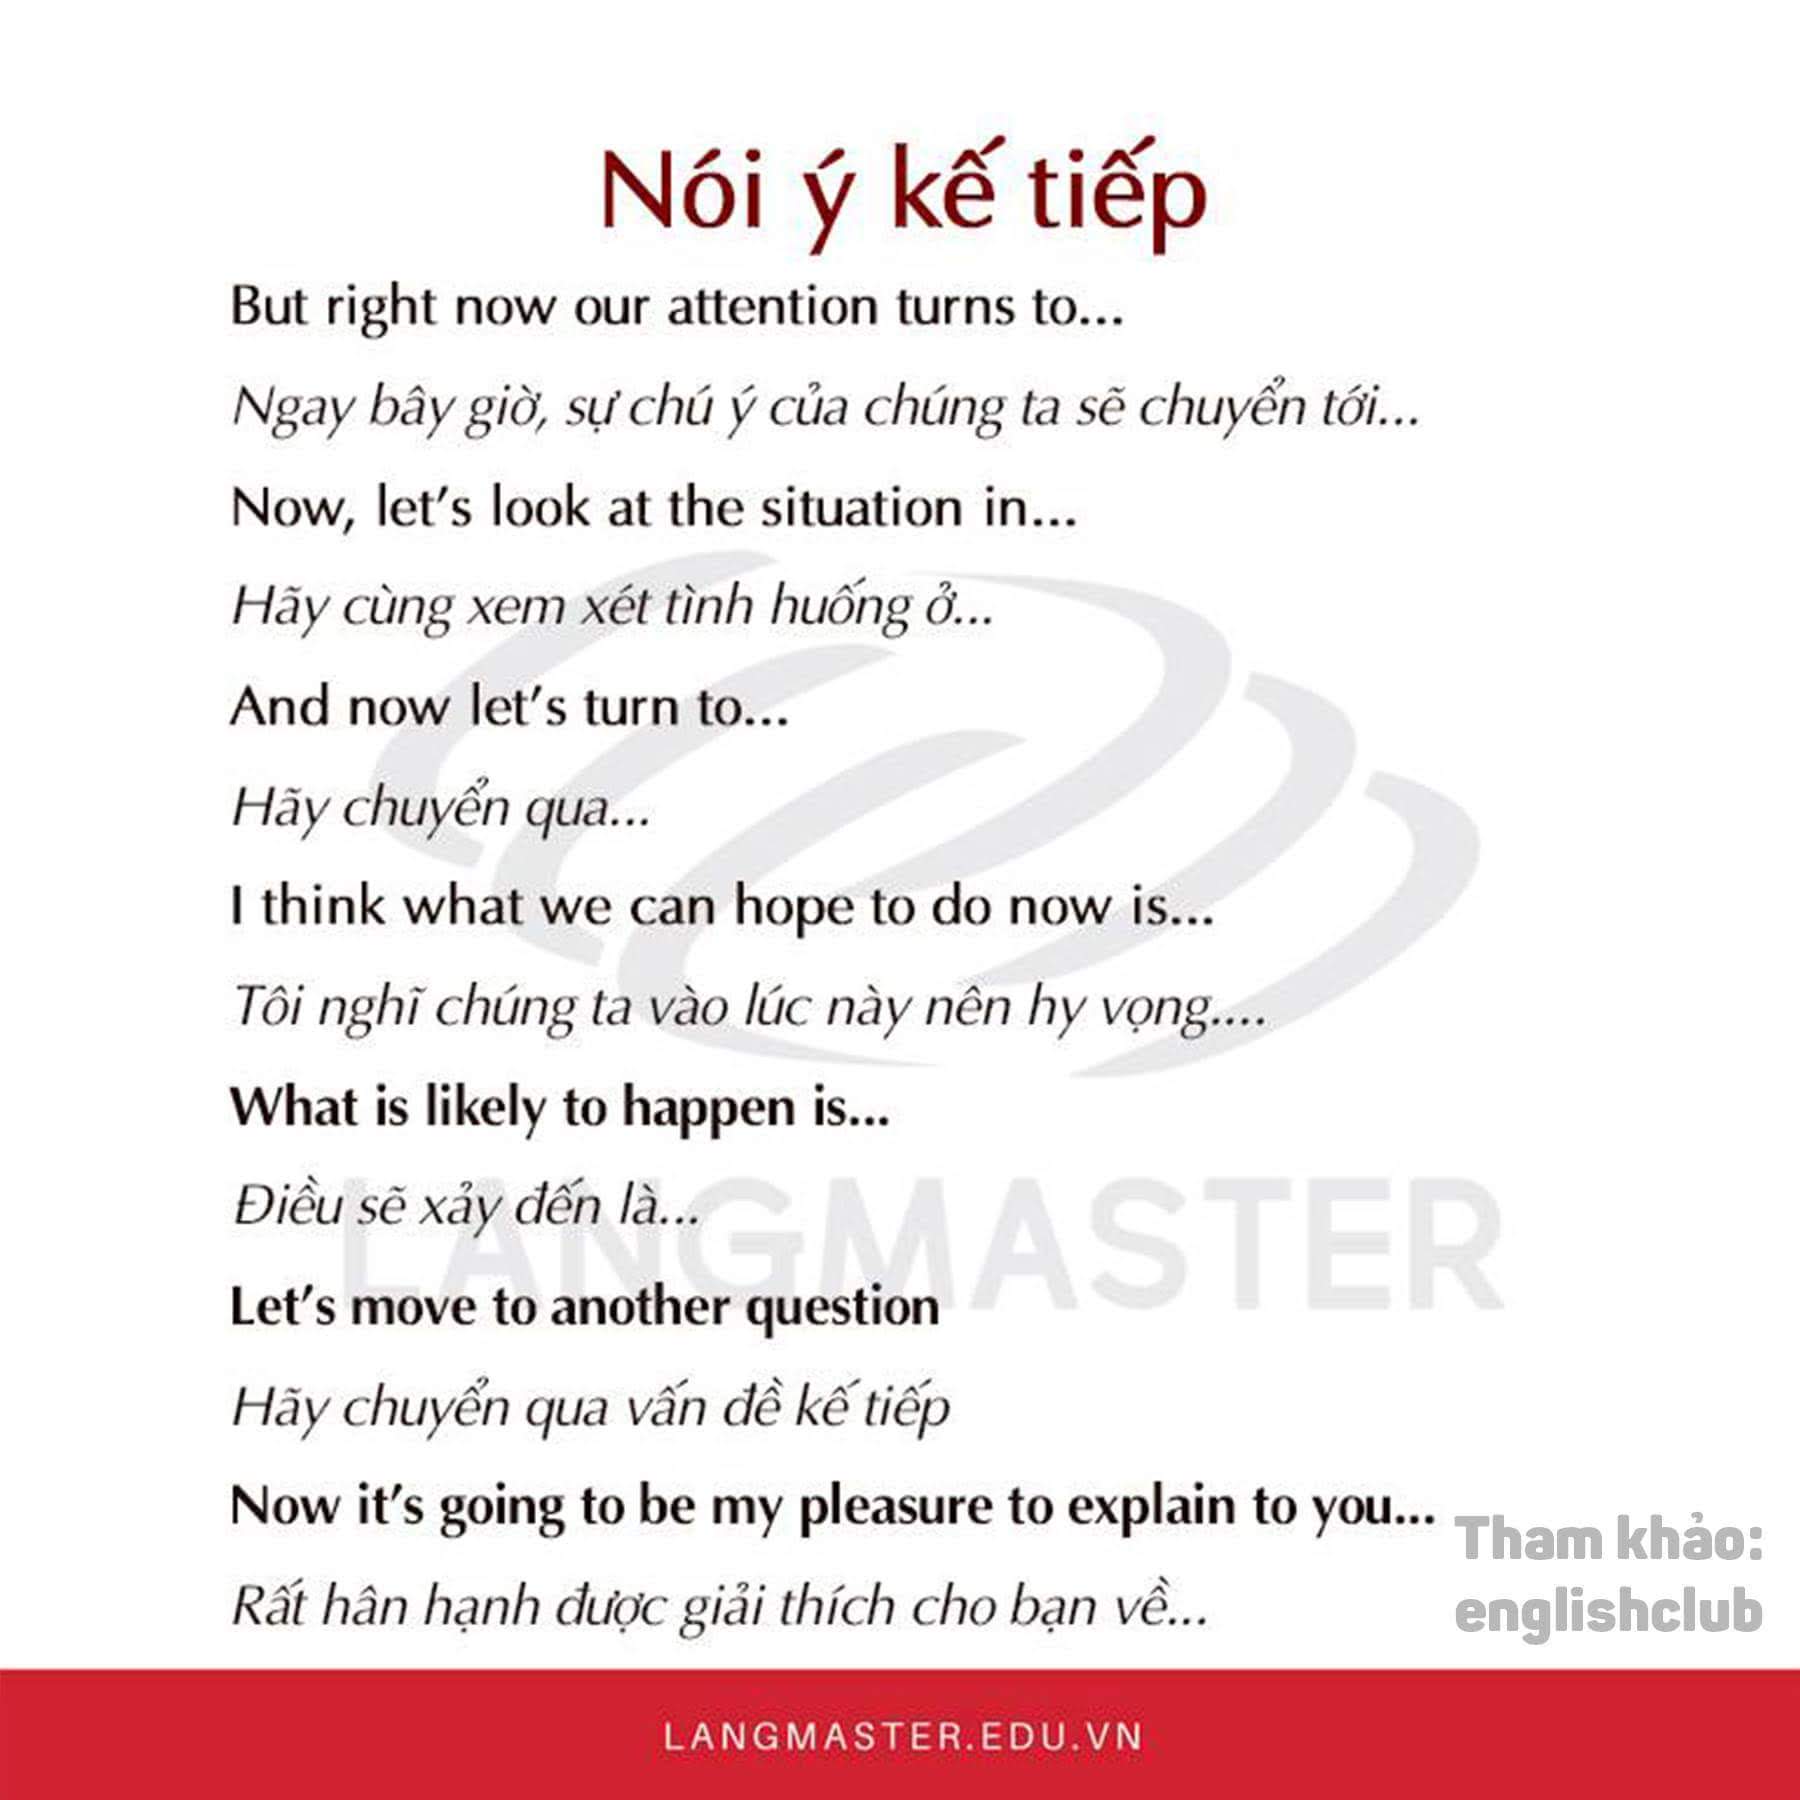 Nói ý kế tiếp
But right now our attention turns to...
Ngay bây giờ, sự chú ý của chúng ta sẽ chuyển tới...
Now, let's look at the situation in...
Hãy cùng xem xét tình huống ở...
And now let's turn to...
Hãy chuyển qua...
I think what we can hope to do now is...
Tôi nghĩ chúng ta vào lúc này nên hy vọng....
What is likely to happen is...
Điều sẽ xảy đến là...
LANGMASTER
Let's move to another question
Hãy chuyển qua vấn đề kế tiếp
Now it's going to be my pleasure to explain to you...
Rất hân hạnh được giải thích cho bạn về...
Tham khảo:
englishclub
LANGMASTER.EDU.VN